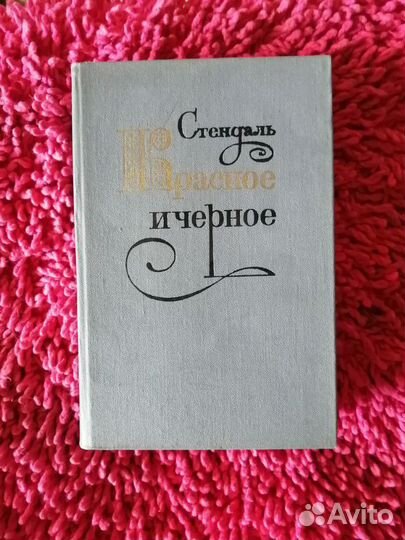 Стендаль
Красное
и черное
Avito